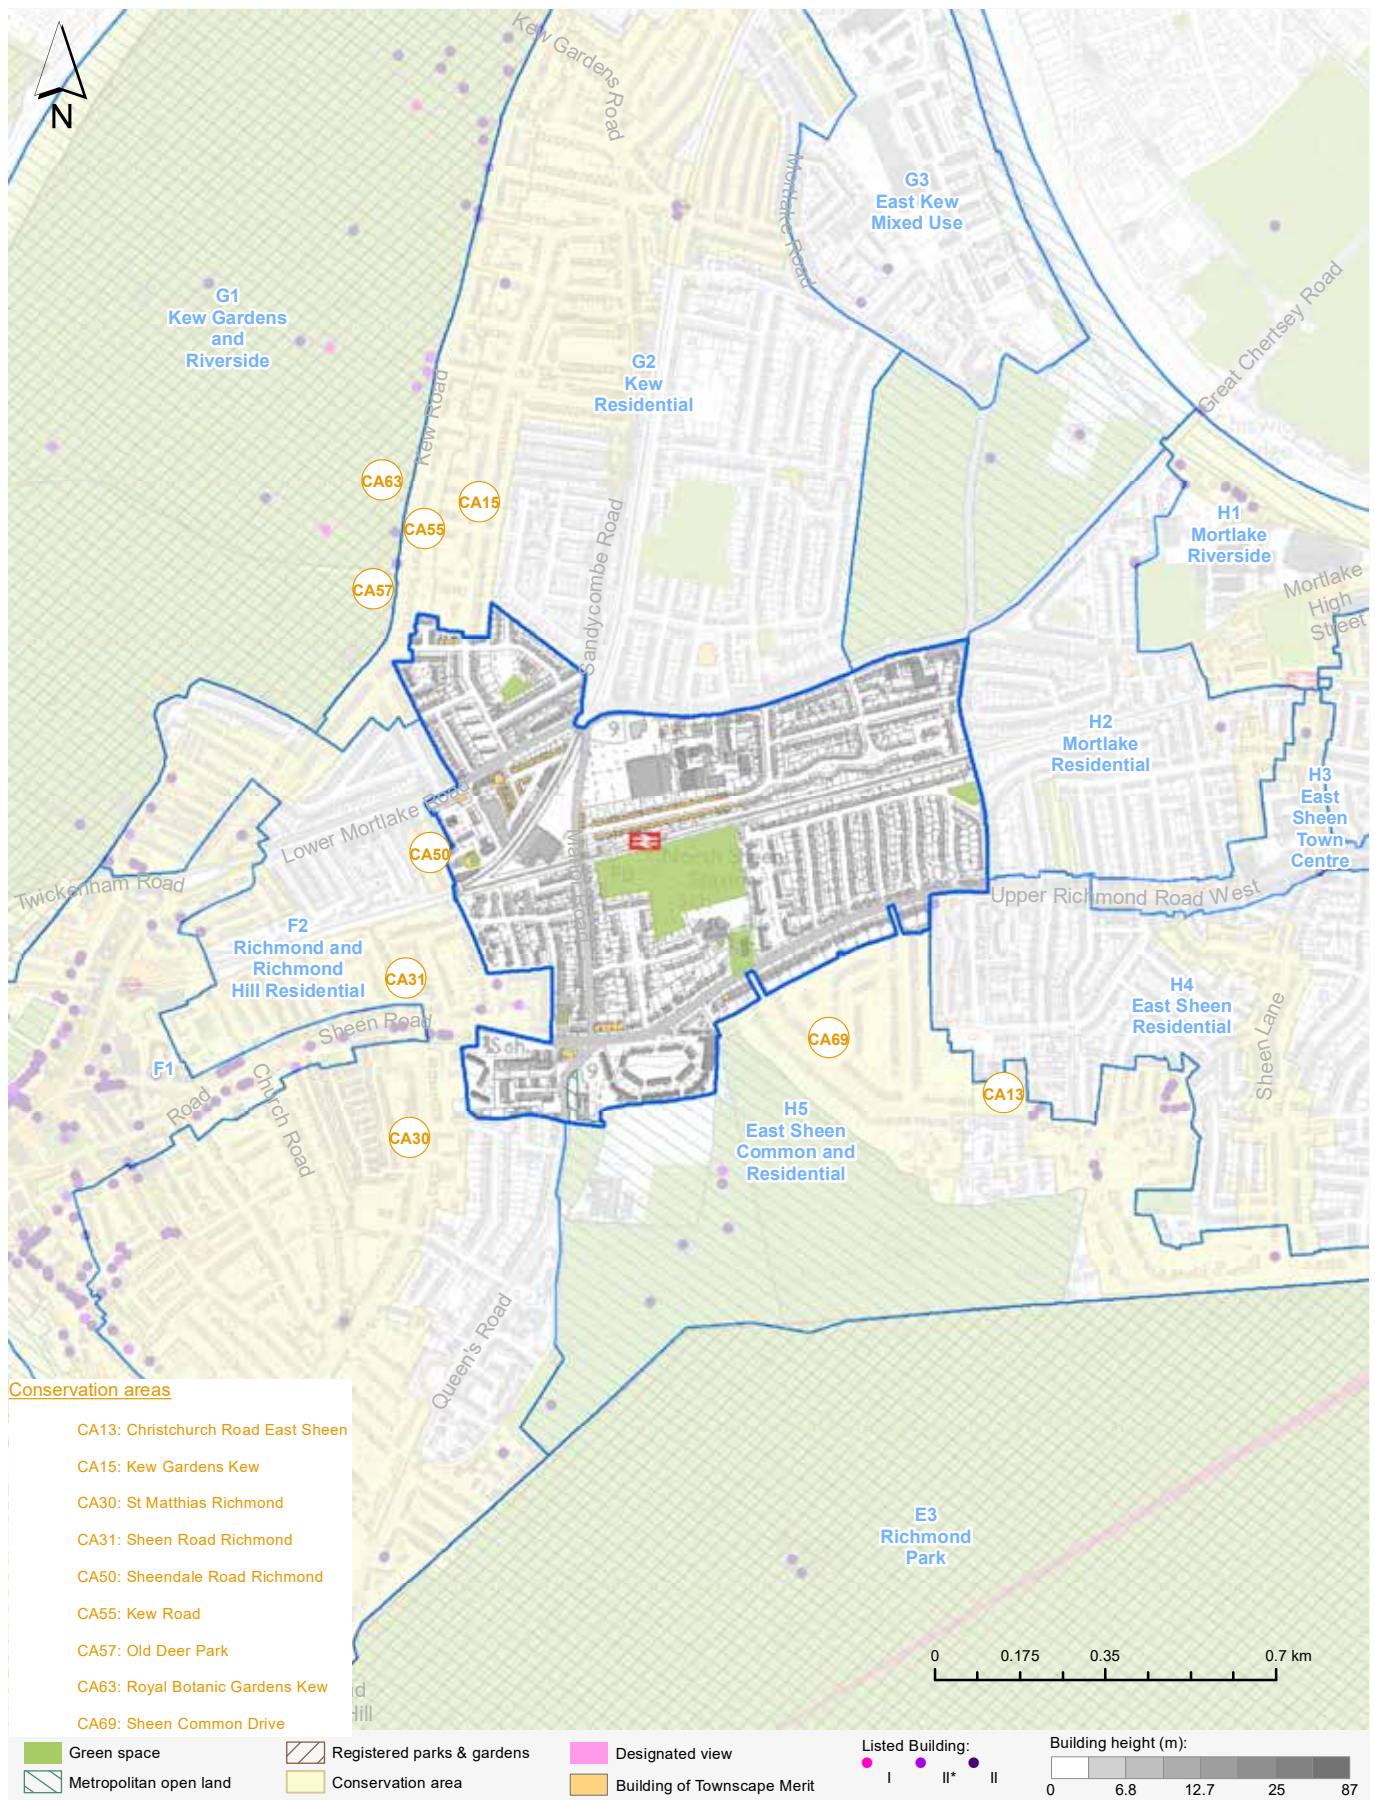 N
Kew Gardens
Road
G3
East Kew
Mixed Use
Mortlake Road
G1
Kew Gardens
and
Riverside
Great Chertsey Road
G2
Kew
Residential
Kew Road
CA63
CA15
CA55
CA57
Sandycombe Road
H1
Mortlake
Riverside
Mortlake
High
Street
9
H2
Mortlake
Residential
H3
East
Sheen
Town
Centre
Lower Mortlake Road
CA50
North Sheen
Twickenham Road
Upper Richmond Road West
F2
Richmond and
Richmond
Hill Residential
CA31
Sheen Road
H4
East Sheen
Residential
Sheen Lane
Sch
9
CA69
F1
Road
Church Road
CA13
CA30
H5
East Sheen
Common and
Residential
Queen's Road
Conservation areas
CA13: Christchurch Road East Sheen
CA15: Kew Gardens Kew
CA30: St Matthias Richmond
CA31: Sheen Road Richmond
CA50: Sheendale Road Richmond
CA55: Kew Road
CA57: Old Deer Park
CA63: Royal Botanic Gardens Kew
CA69: Sheen Common Drive
E3
Richmond
Park
0 0.175 0.35 0.7 km
Green space
Metropolitan open land
Registered parks & gardens
Conservation area
Designated view
Building of Townscape Merit
Listed Building:
I II* II
Building height (m):
0 6.8 12.7 25 87